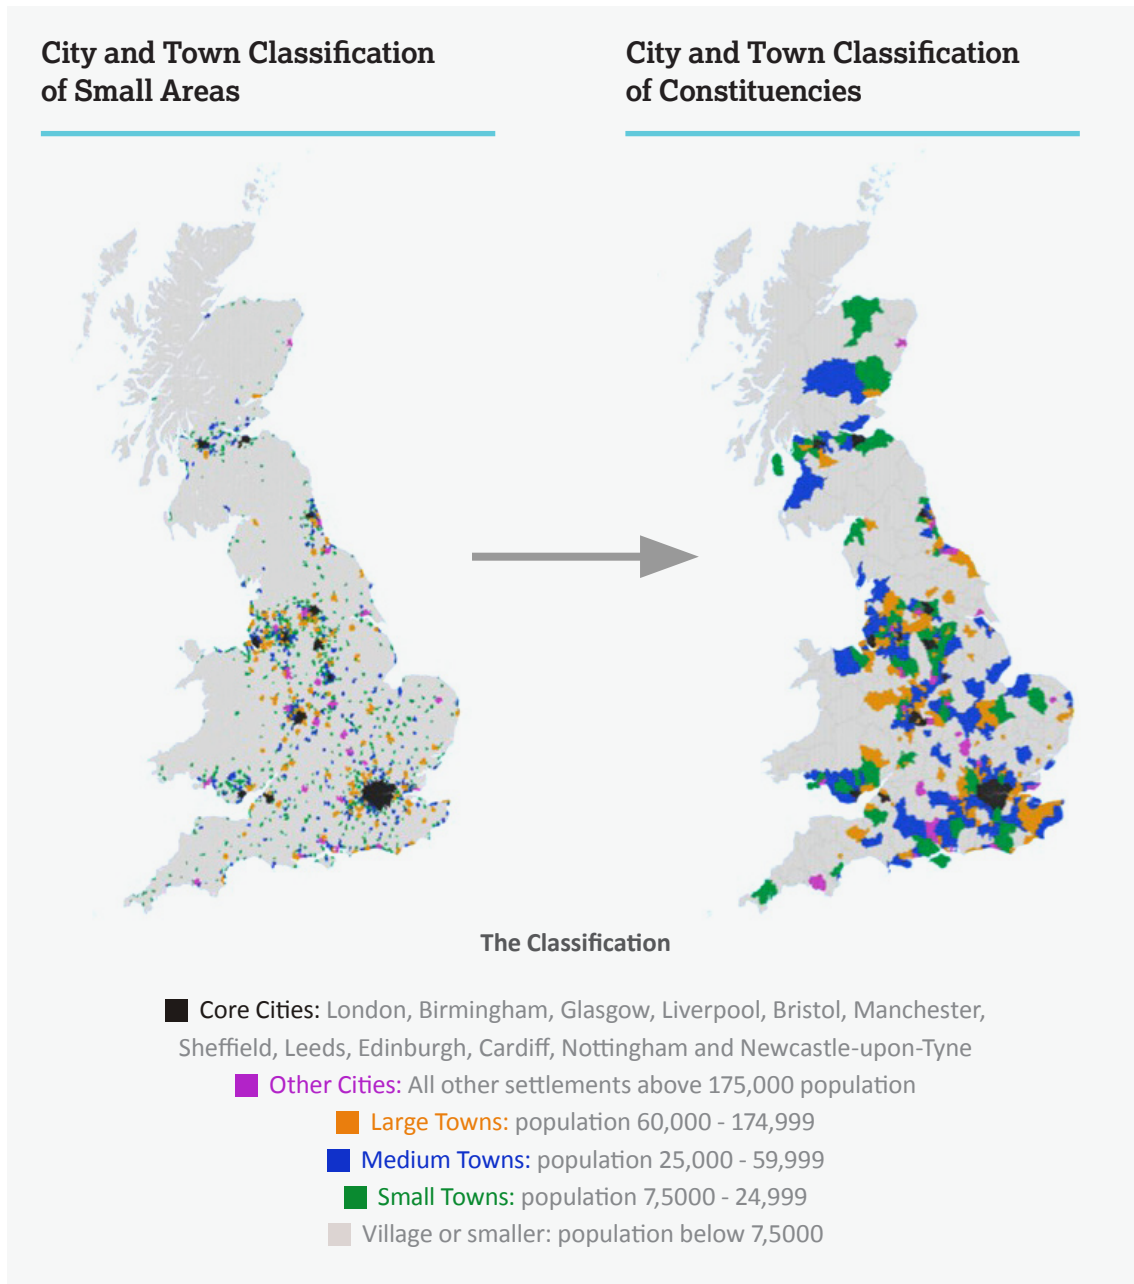 City and Town Classification
of Small Areas
City and Town Classification
of Constituencies
The Classification
Core Cities: London, Birmingham, Glasgow, Liverpool, Bristol, Manchester,
Sheffield, Leeds, Edinburgh, Cardiff, Nottingham and Newcastle-upon-Tyne
Other Cities: All other settlements above 175,000 population
Large Towns: population 60,000 - 174,999
Medium Towns: population 25,000 - 59,999
Small Towns: population 7,5000 - 24,999
Village or smaller: population below 7,5000